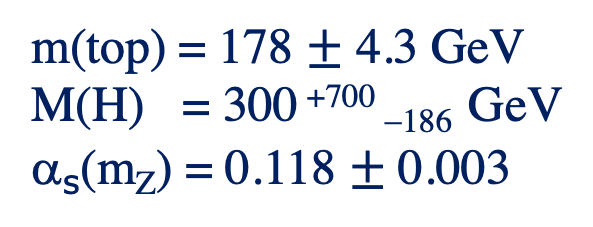 m(top) = 178 ± 4.3 GeV
M(H) = 300 +700 –186 GeV
αs(mZ) = 0.118 ± 0.003